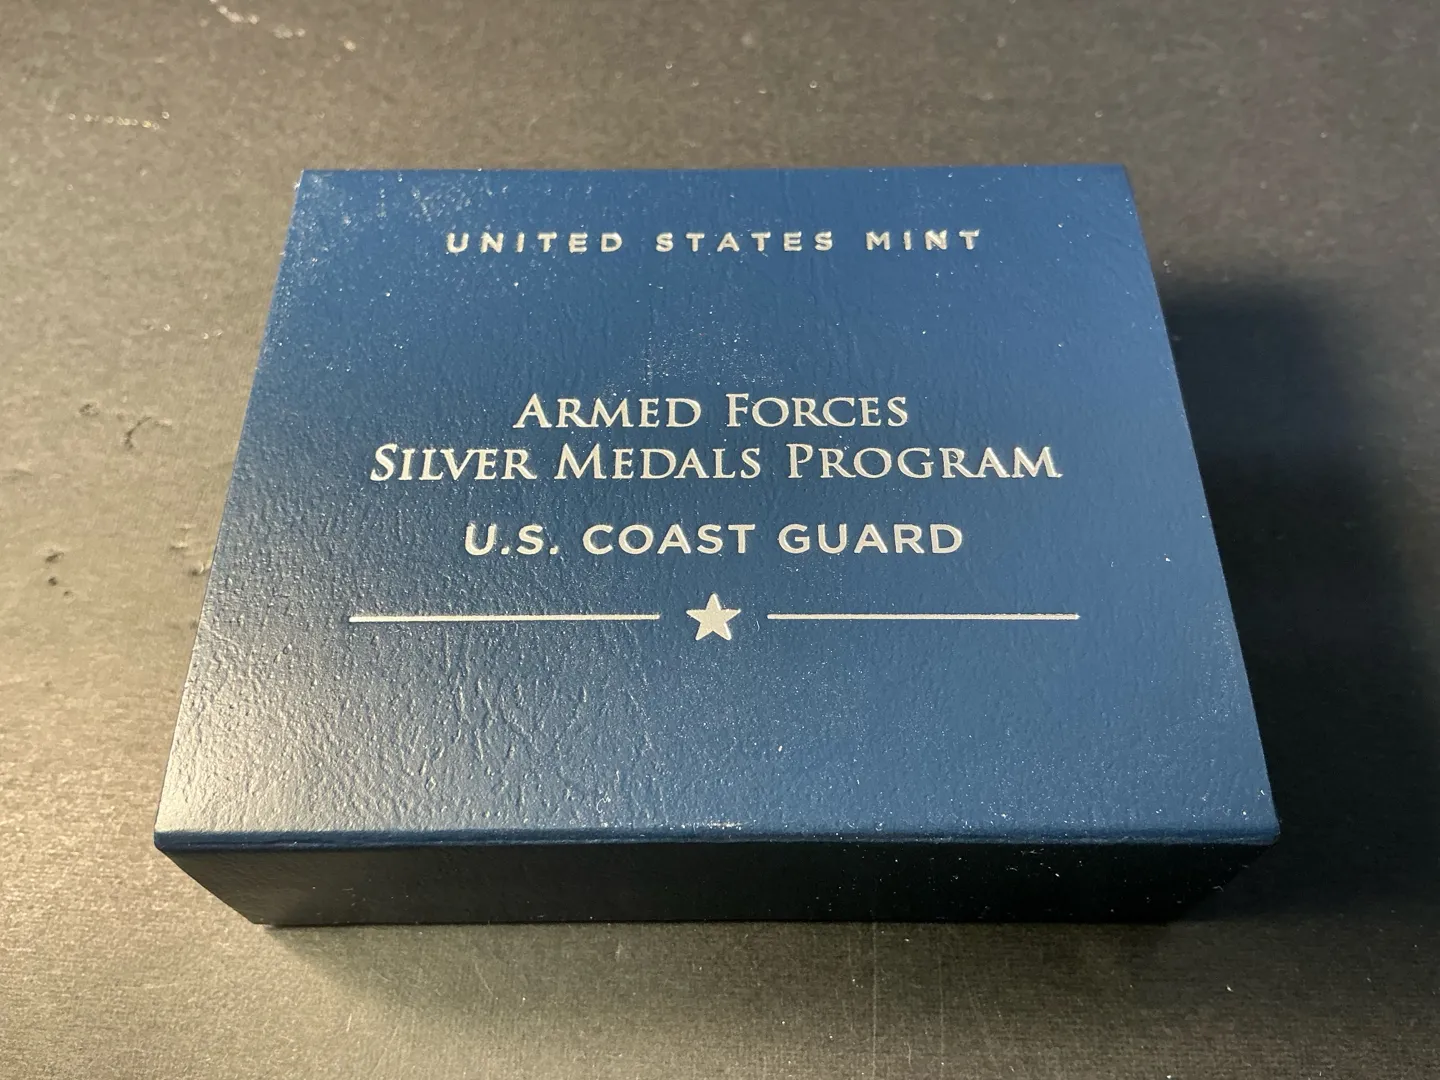 UNITED STATES MINT
ARMED FORCES
SILVER MEDALS PROGRAM
U.S. COAST GUARD